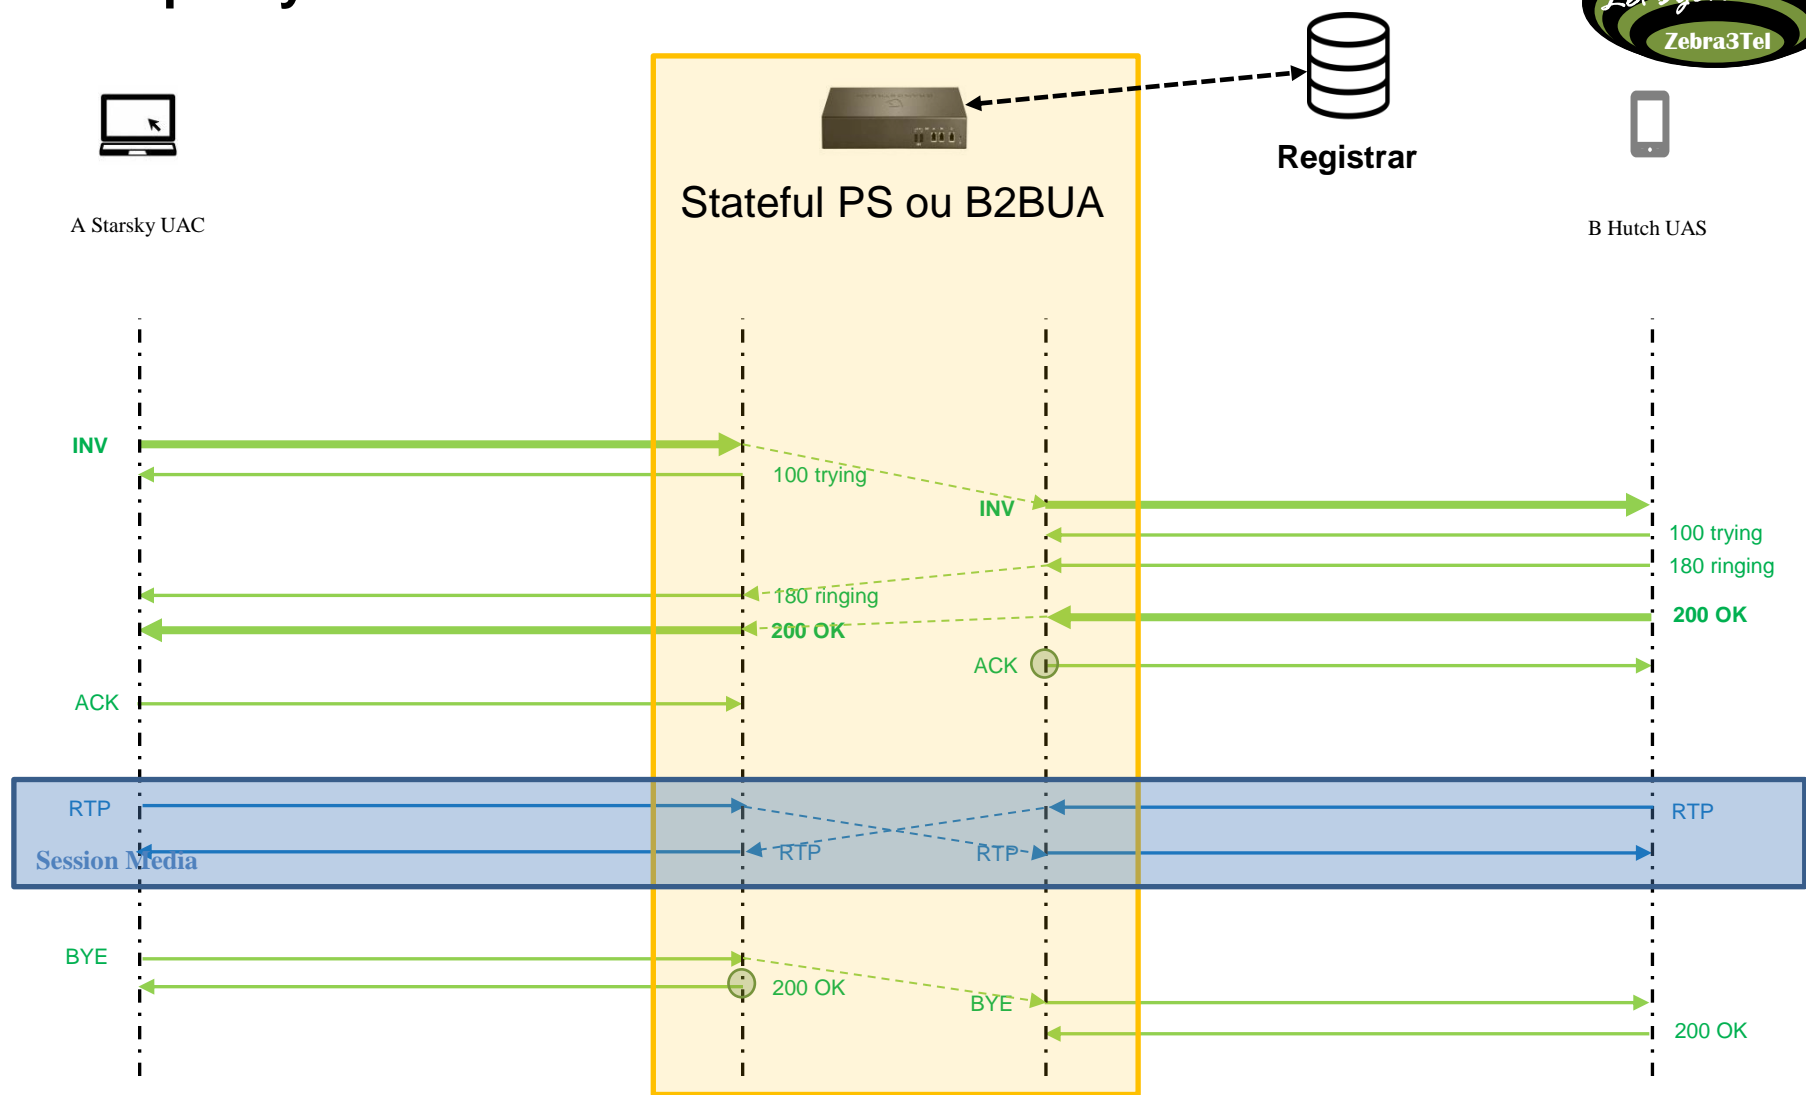 Zebra3Tel
Registrar
Stateful PS ou B2BUA
A Starsky UAC
B Hutch UAS
INV
100 trying
INV
100 trying
180 ringing
180 ringing
200 OK
200 OK
ACK
ACK
RTP
RTP
RTP
RTP
Session Media
BYE
200 OK
BYE
200 OK